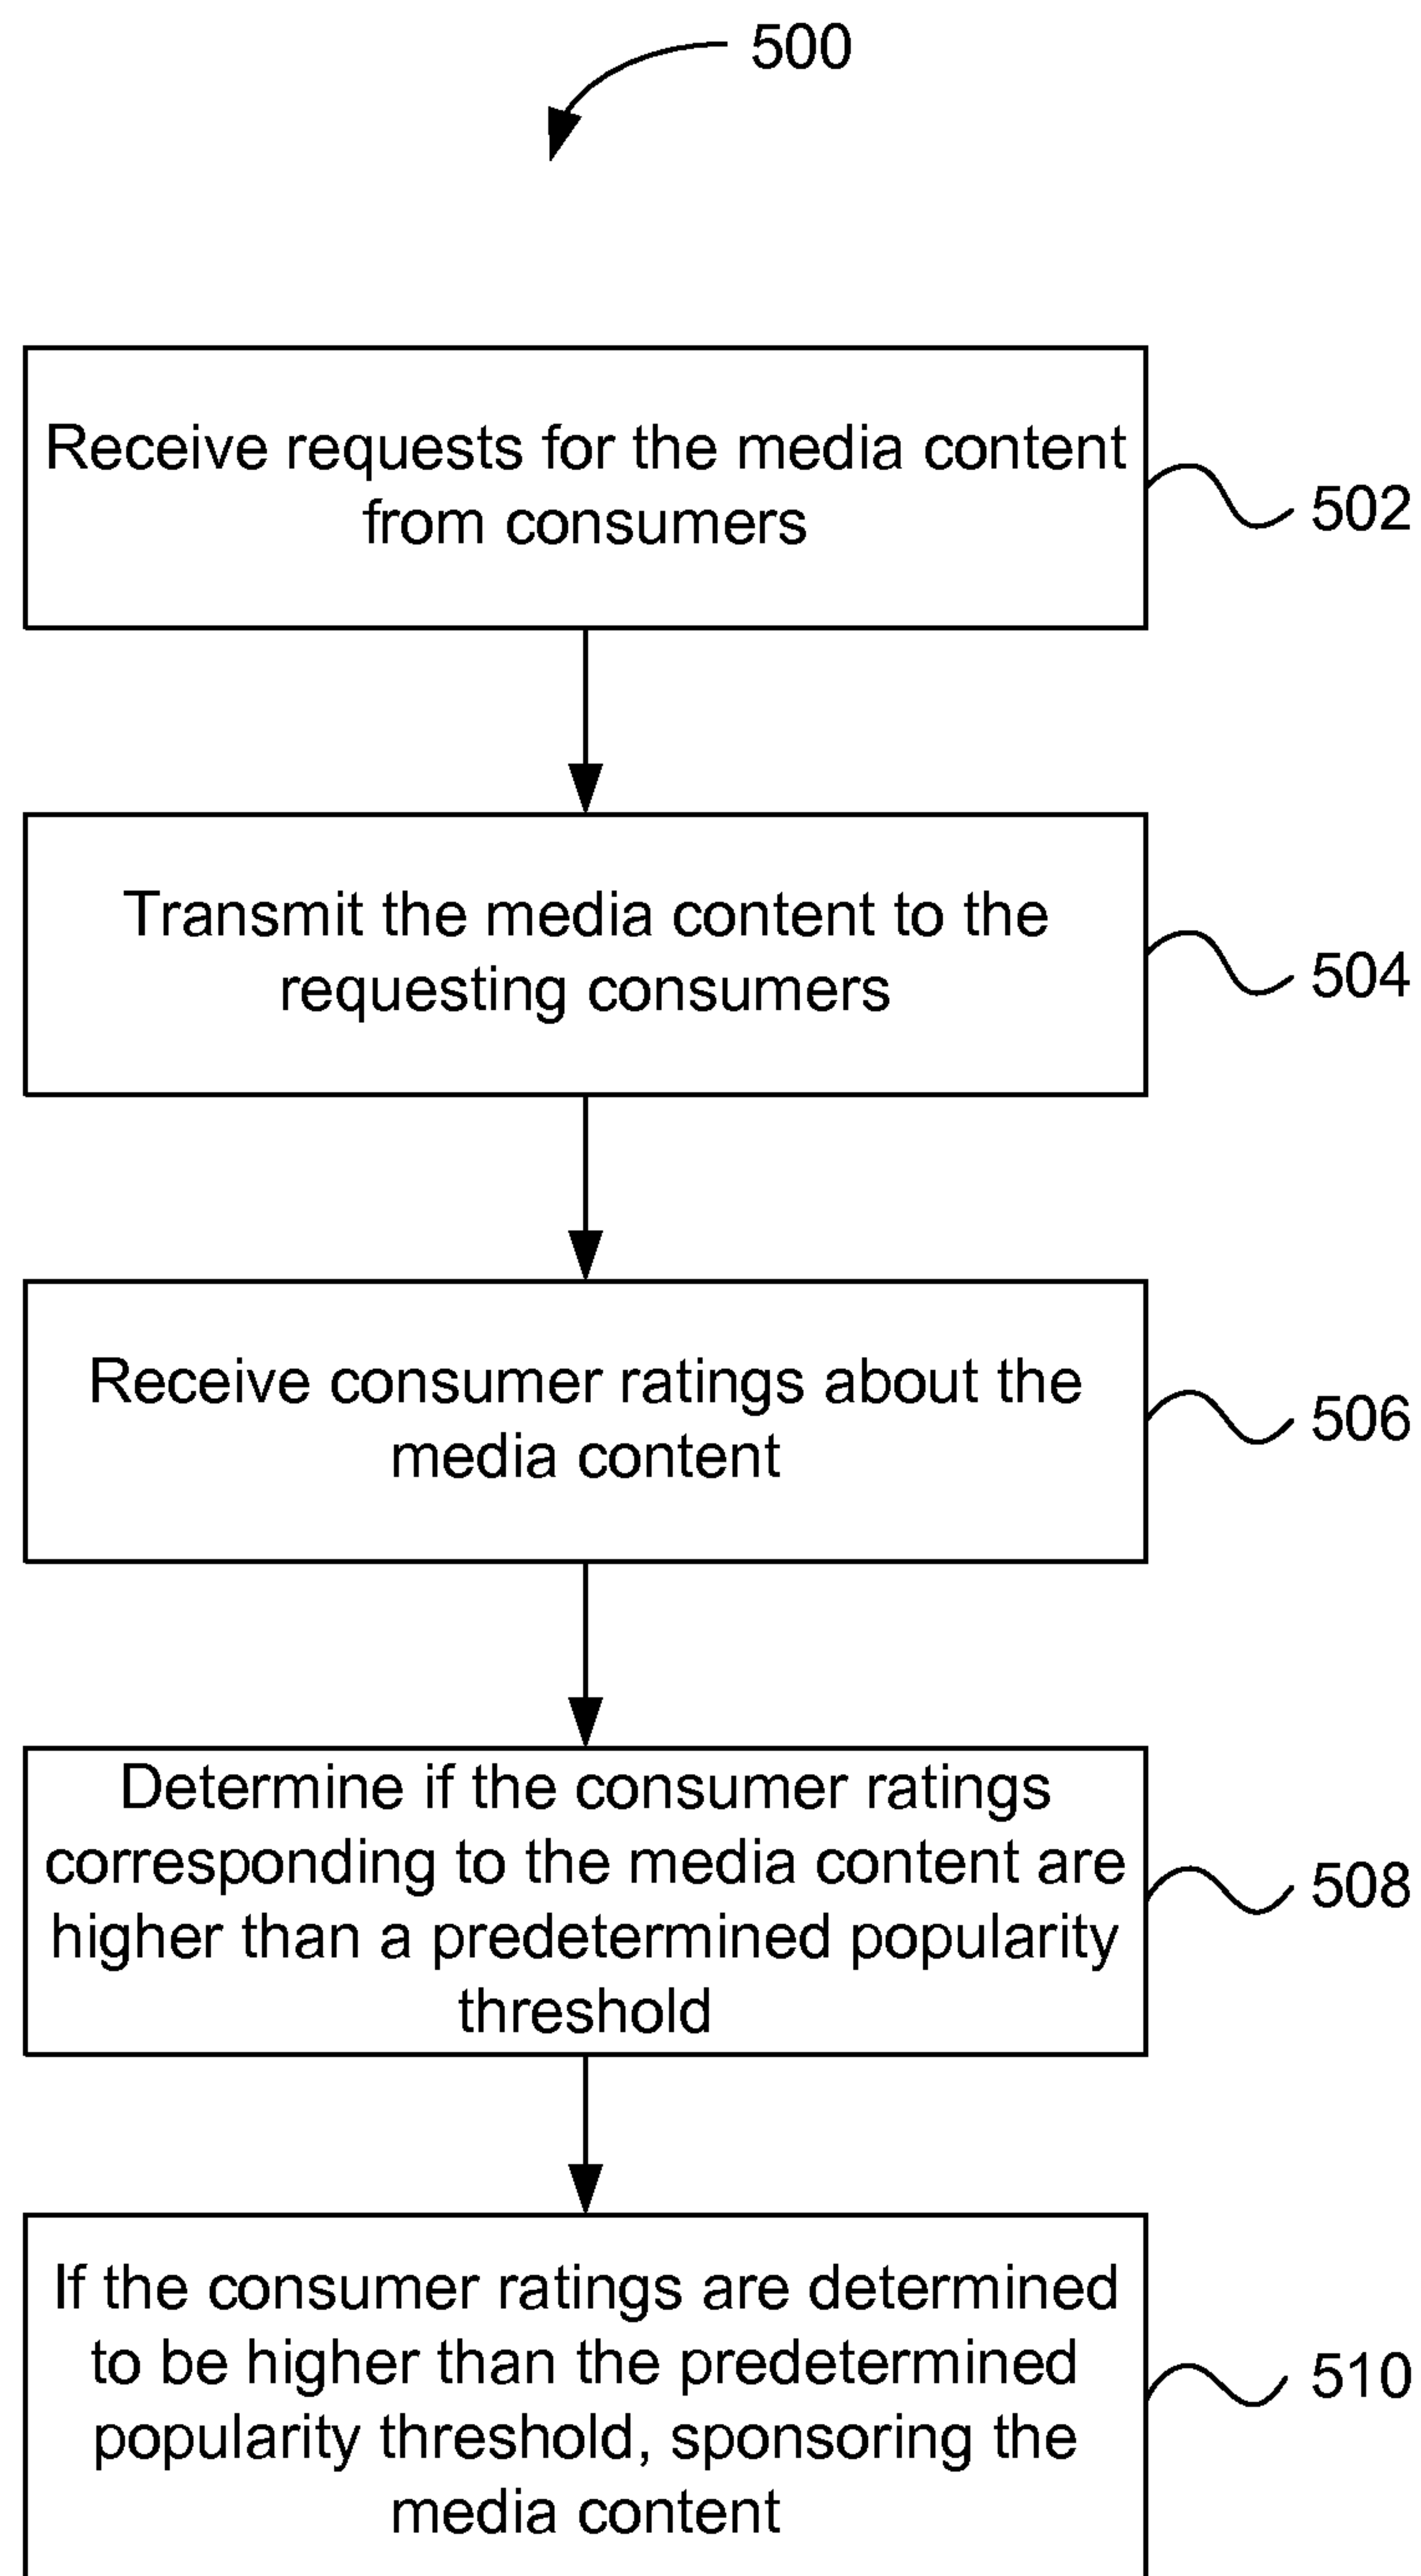 500
Receive requests for the media content
from consumers
502
Transmit the media content to the
requesting consumers
504
Receive consumer ratings about the
media content
506
Determine if the consumer ratings
corresponding to the media content are
higher than a predetermined popularity
threshold
508
If the consumer ratings are determined
to be higher than the predetermined
popularity threshold, sponsoring the
media content
510